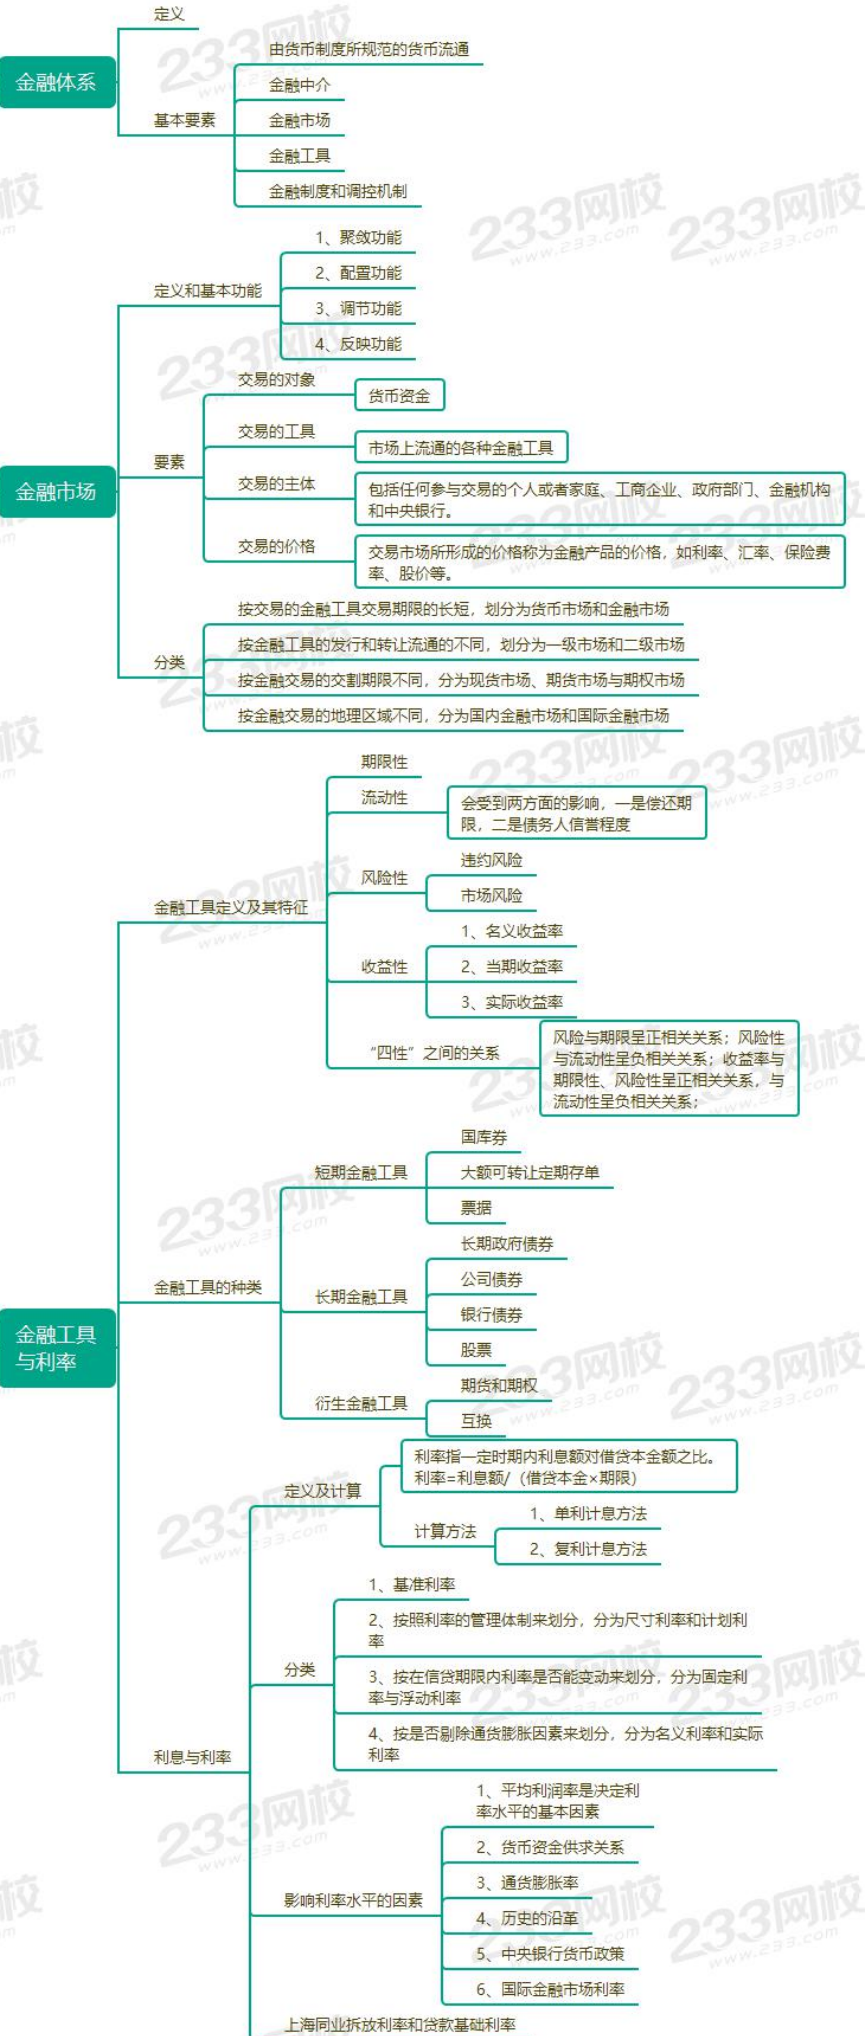 金融体系
定义
基本要素
由货币制度所规范的货币流通
金融中介
金融市场
金融工具
金融制度和调控机制
金融市场
定义和基本功能
1、聚敛功能
2、配置功能
3、调节功能
4、反映功能
要素
交易的对象
货币资金
交易的工具
市场上流通的各种金融工具
交易的主体
包括任何参与交易的个人或者家庭、工商企业、政府部门、金融机构
和中央银行。
交易的价格
交易市场所形成的价格称为金融产品的价格，如利率、汇率、保险费
率、股价等。
分类
按交易的金融工具交易期限的长短，划分为货币市场和金融市场
按金融工具的发行和转让流通的不同，划分为一级市场和二级市场
按金融交易的交割期限不同，分为现货市场、期货市场与期权市场
按金融交易的地理区域不同，分为国内金融市场和国际金融市场
金融工具
与利率
金融工具定义及其特征
期限性
流动性
会受到两方面的影响，一是偿还期
限，二是债务人信誉程度
风险性
违约风险
市场风险
收益性
1、名义收益率
2、当期收益率
3、实际收益率
“四性”之间的关系
风险与期限呈正相关关系；风险性
与流动性呈负相关关系；收益率与
期限性、风险性呈正相关关系，与
流动性呈负相关关系；
金融工具的种类
短期金融工具
国库券
大额可转让定期存单
票据
长期金融工具
长期政府债券
公司债券
银行债券
股票
衍生金融工具
期货和期权
互换
利息与利率
定义及计算
利率指一定时期内利息额对借贷本金额之比。
利率=利息额/（借贷本金×期限）
计算方法
1、单利计息方法
2、复利计息方法
分类
1、基准利率
2、按照利率的管理体制来划分，分为尺寸利率和计划利
率
3、按在信贷期限内利率是否能变动来划分，分为固定利
率与浮动利率
4、按是否剔除通货膨胀因素来划分，分为名义利率和实际
利率
影响利率水平的因素
1、平均利润率是决定利
率水平的基本因素
2、货币资金供求关系
3、通货膨胀率
4、历史的沿革
5、中央银行货币政策
6、国际金融市场利率
上海同业拆放利率和贷款基础利率
233网校
www.233.com